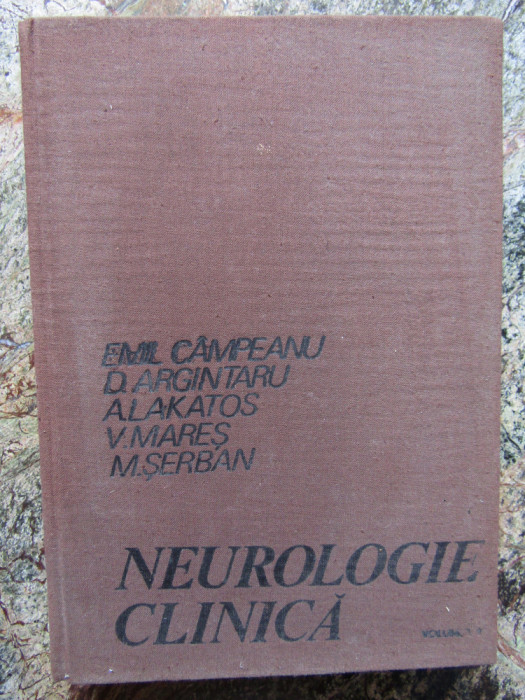 EMIL CÂMPEANU
D. ARGINTARU
A. LAKATOS
V. MAREȘ
M. ȘERBAN
NEUROLOGIE
CLINICĂ